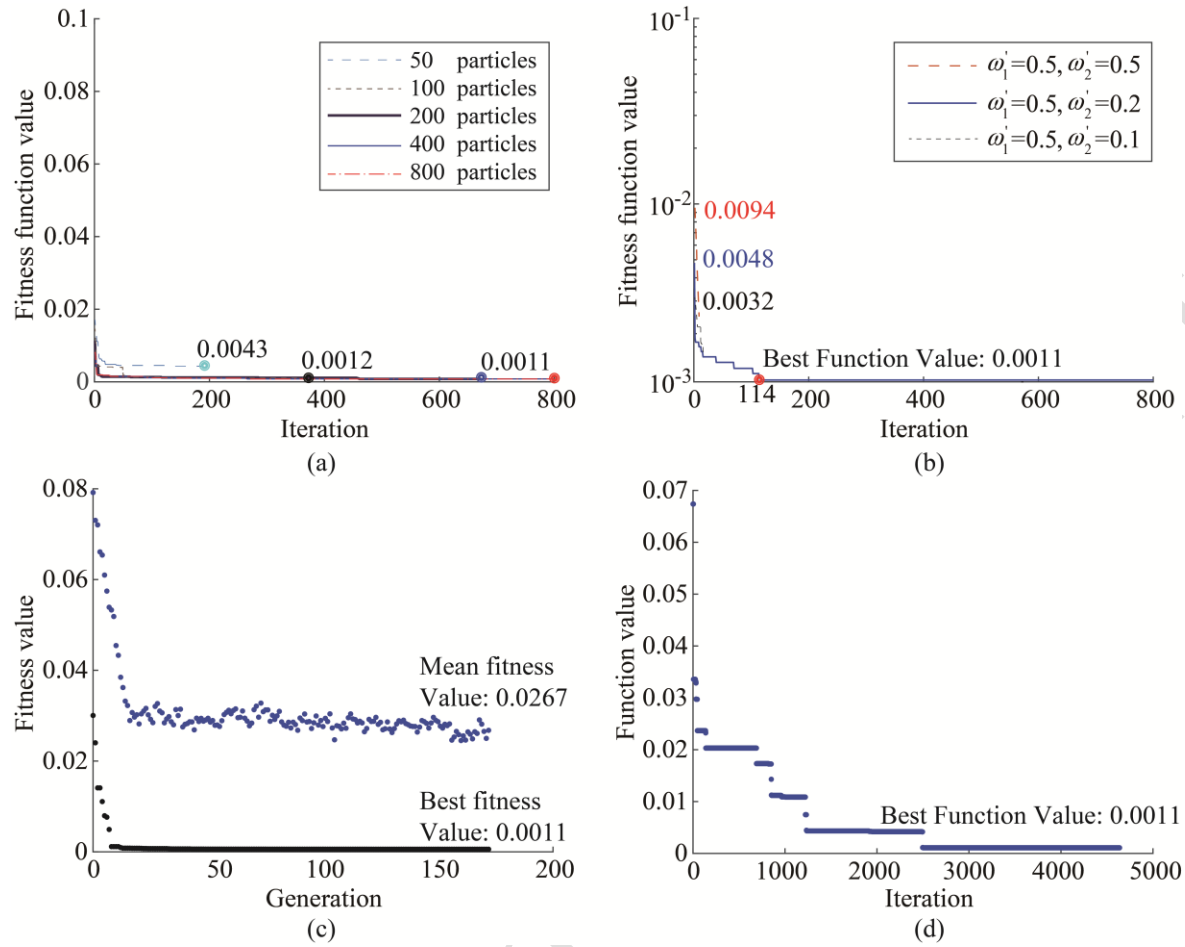 0.1
0.08
0.06
0.04
0.02
0
Fitness function value
50 particles
100 particles
200 particles
400 particles
800 particles
0.0043
0.0012
0.0011
0 200 400 600 800
Iteration
(a)
10⁻¹
10⁻²
10⁻³
Fitness function value
ω₁'=0.5, ω₂'=0.5
ω₁'=0.5, ω₂'=0.2
ω₁'=0.5, ω₂'=0.1
0.0094
0.0048
0.0032
Best Function Value: 0.0011
114
0 200 400 600 800
Iteration
(b)
0.08
0.06
0.04
0.02
0
Fitness value
Mean fitness
Value: 0.0267
Best fitness
Value: 0.0011
0 50 100 150 200
Generation
(c)
0.07
0.06
0.05
0.04
0.03
0.02
0.01
0
Function value
Best Function Value: 0.0011
0 1000 2000 3000 4000 5000
Iteration
(d)